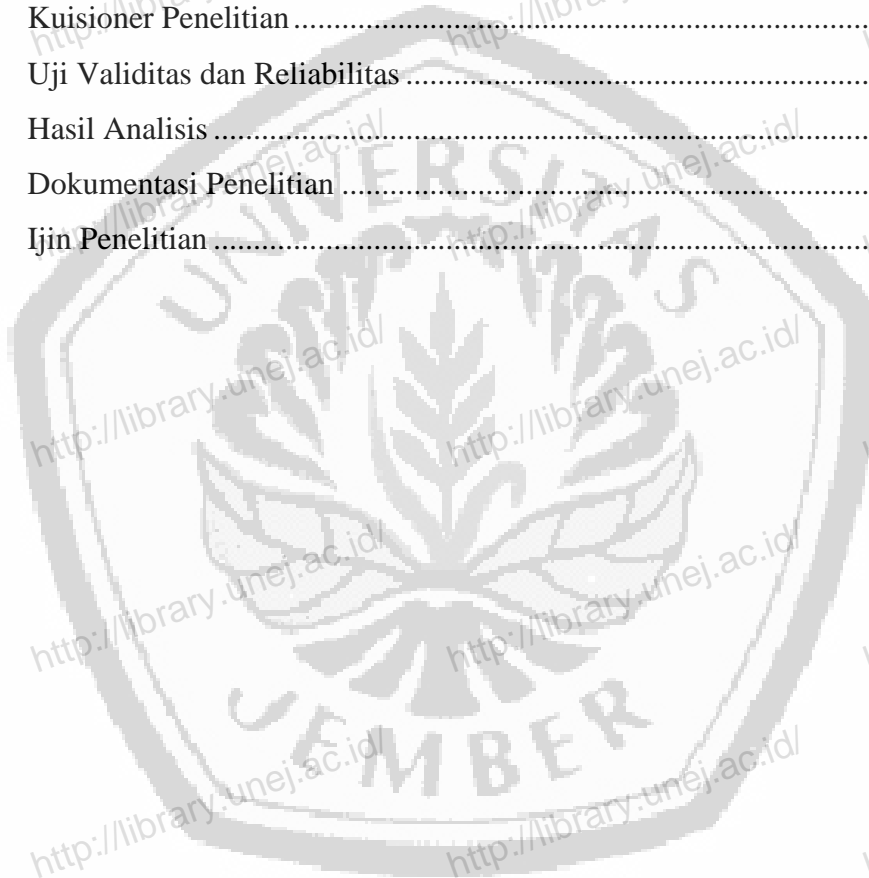 Kuisioner Penelitian ..........................................................................
Uji Validitas dan Reliabilitas ..........................................................
Hasil Analisis .....................................................................................
Dokumentasi Penelitian ...................................................................
Ijin Penelitian .....................................................................................
UNIVERSITAS
JEMBER
http://library.unej.ac.id/
http://library.unej.ac.id/
http://library.unej.ac.id/
http://library.unej.ac.id/
http://library.unej.ac.id/
http://library.unej.ac.id/
http://library.unej.ac.id/
http://library.unej.ac.id/